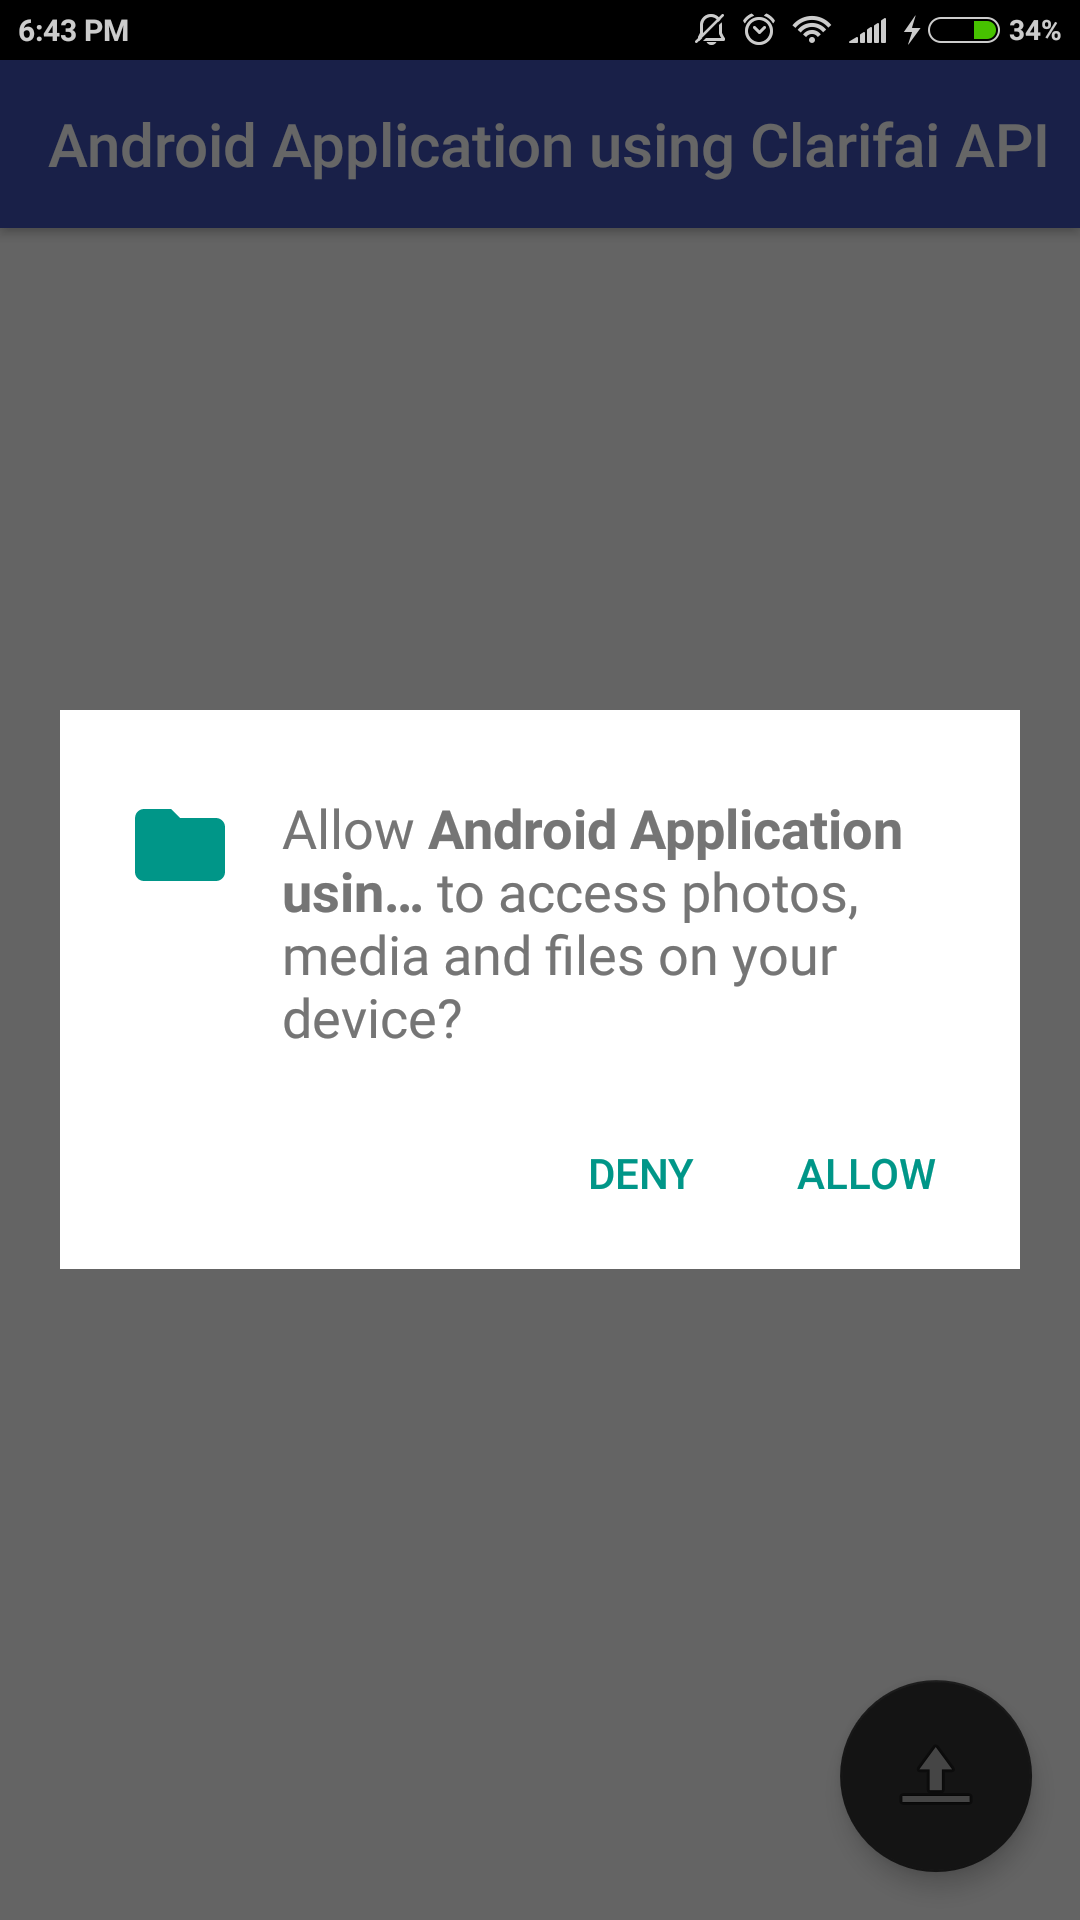 6:43 PM 34%
Android Application using Clarifai API
Allow Android Application
usin... to access photos,
media and files on your
device?
DENY ALLOW